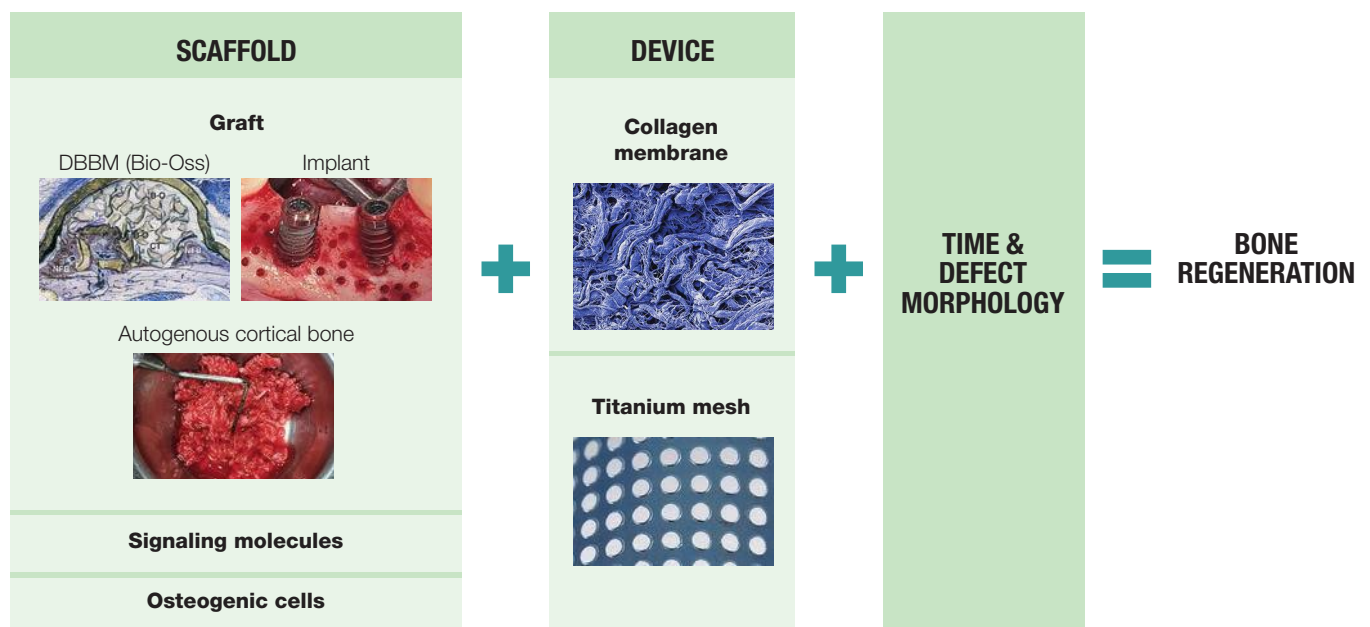 SCAFFOLD
Graft
DBBM (Bio-Oss)
Implant
Autogenous cortical bone
Signaling molecules
Osteogenic cells
+
DEVICE
Collagen
membrane
Titanium mesh
+
TIME &
DEFECT
MORPHOLOGY
=
BONE
REGENERATION